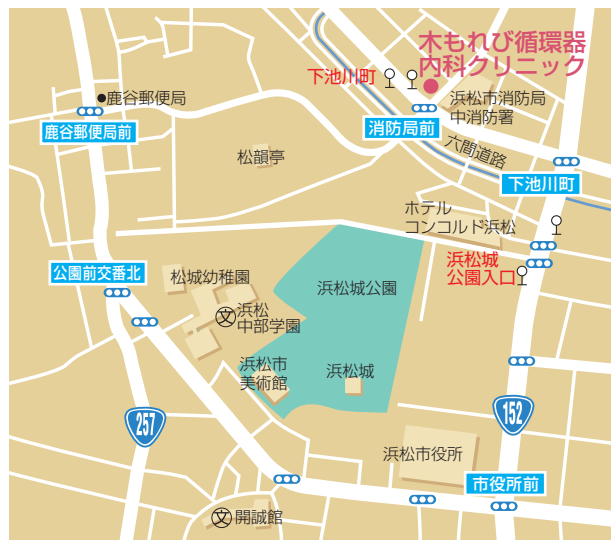 木もれび循環器
内科クリニック
下池川町
浜松市消防局
中消防署
鹿谷郵便局
鹿谷郵便局前
消防局前
六間道路
松韻亭
下池川町
ホテル
コンコルド浜松
浜松城
公園入口
公園前交番北
松城幼稚園
浜松城公園
文
浜松
中部学園
浜松市
美術館
浜松城
257
152
浜松市役所
市役所前
文
開誠館